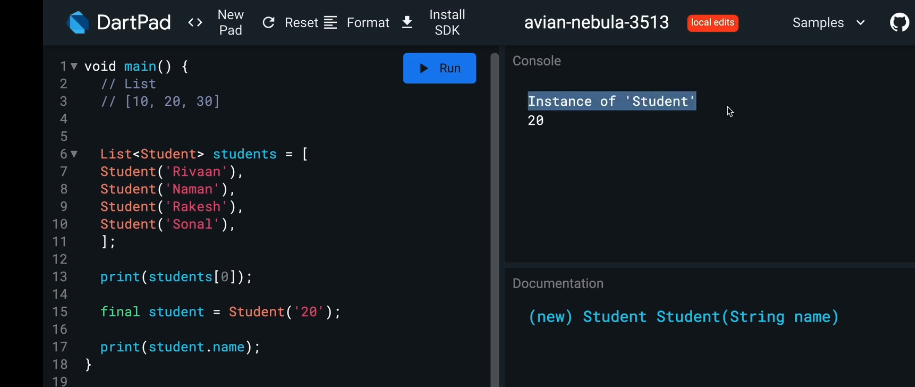 DartPad
<> New Pad
Reset
Format
Install SDK
avian-nebula-3513
local edits
Samples
1 void main() {
2 // List
3 // [10, 20, 30]
4
5
6 List<Student> students = [
7 Student('Rivaan'),
8 Student('Naman'),
9 Student('Rakesh'),
10 Student('Sonal'),
11 ];
12
13 print(students[0]);
14
15 final student = Student('20');
16
17 print(student.name);
18 }
19
Run
Console
Instance of 'Student'
20
Documentation
(new) Student Student(String name)